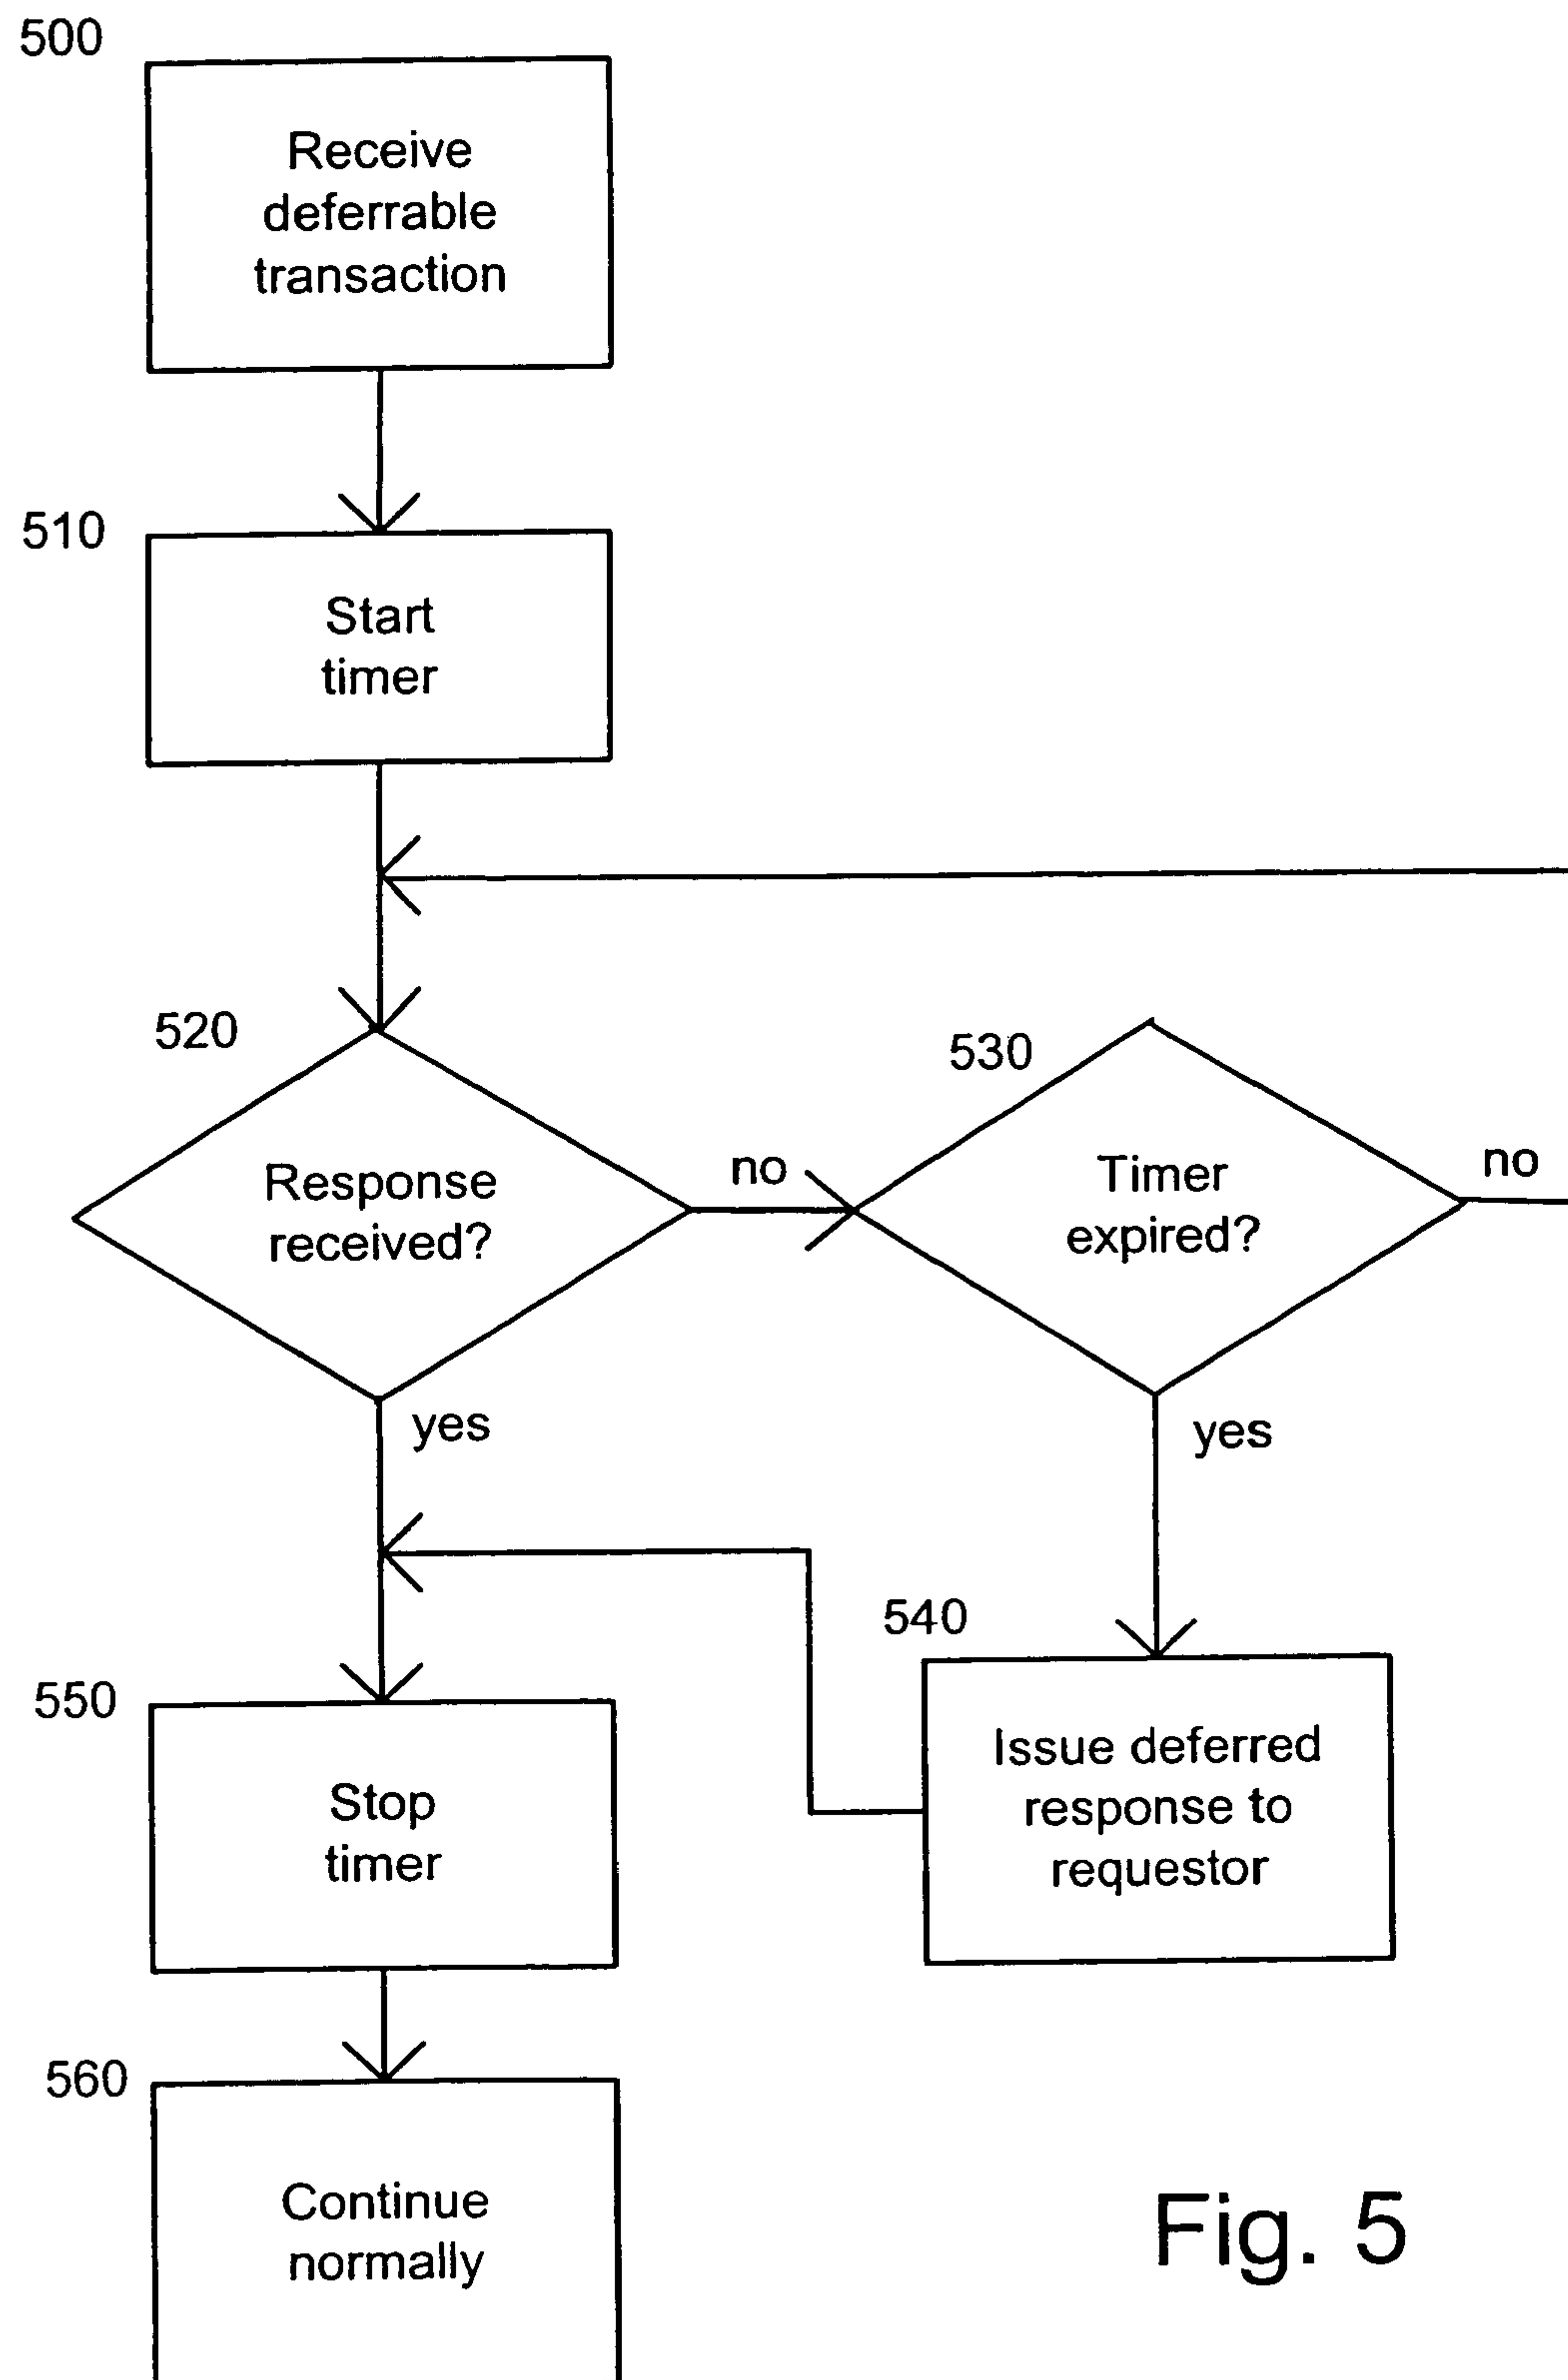 500
Receive
deferrable
transaction
510
Start
timer
520
Response
received?
no
yes
530
Timer
expired?
no
yes
540
Issue deferred
response to
requestor
550
Stop
timer
560
Continue
normally
Fig. 5